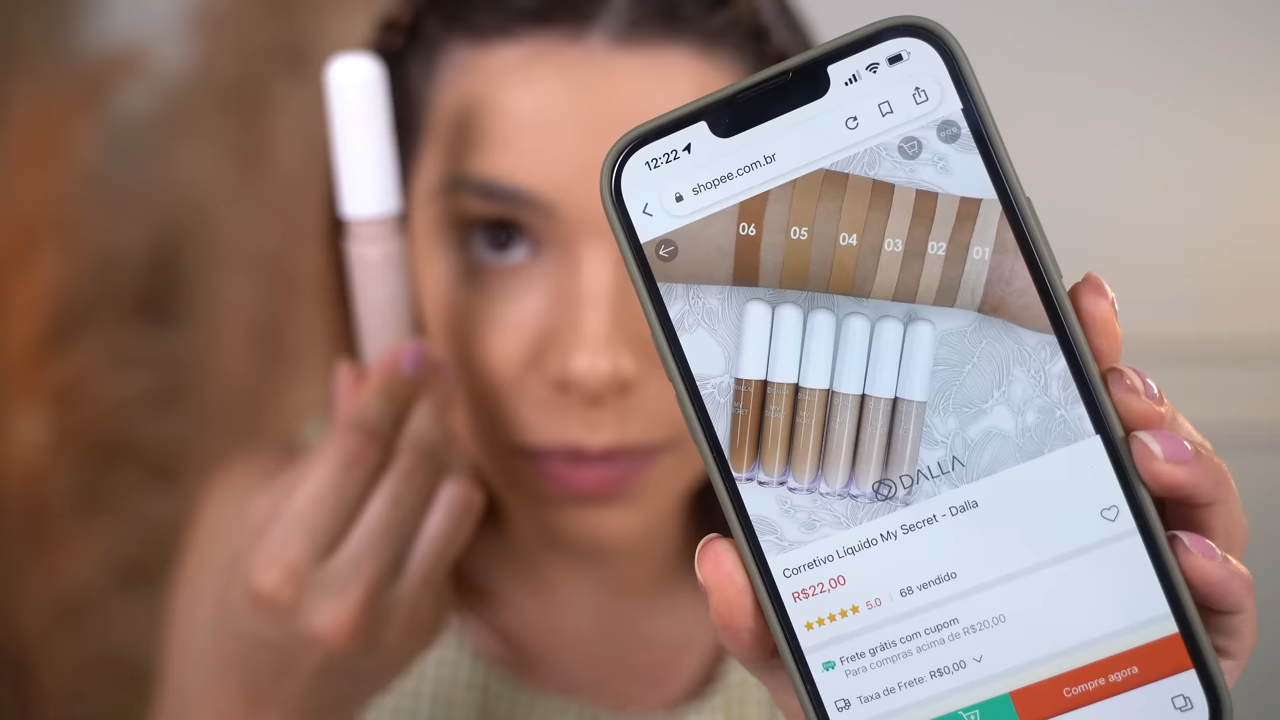 12:22
shopee.com.br
06 05 04 03 02 01
DALLA
Corretivo Líquido My Secret - Dalla
R$22,00
5.0 68 vendido
Frete grátis com cupom
Para compras acima de R$20,00
Taxa de Frete: R$0,00
Compre agora